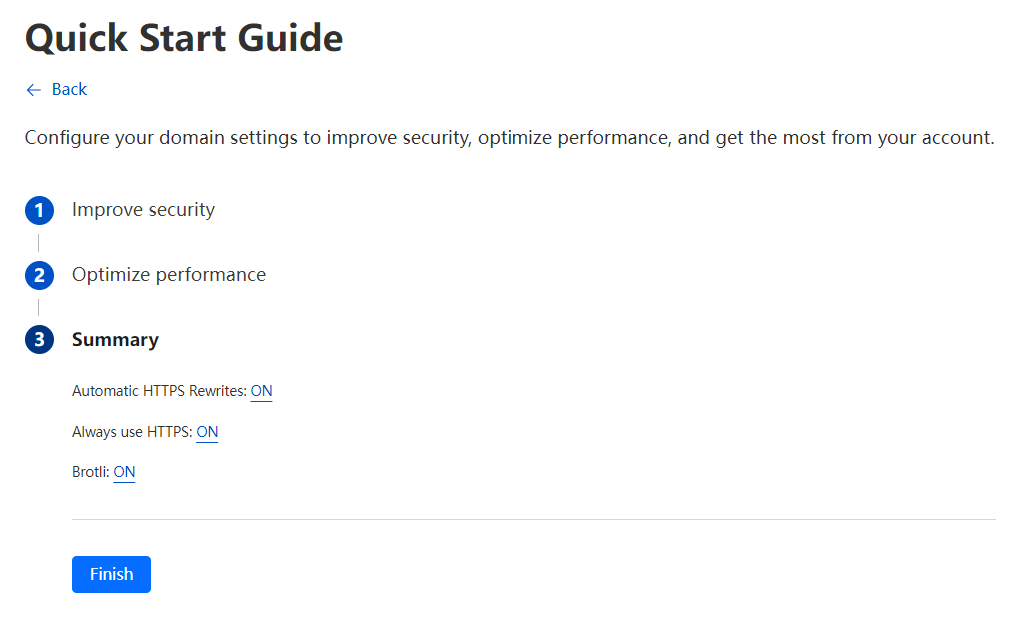 Quick Start Guide
← Back
Configure your domain settings to improve security, optimize performance, and get the most from your account.
1 Improve security
2 Optimize performance
3 Summary
Automatic HTTPS Rewrites: ON
Always use HTTPS: ON
Brotli: ON
Finish